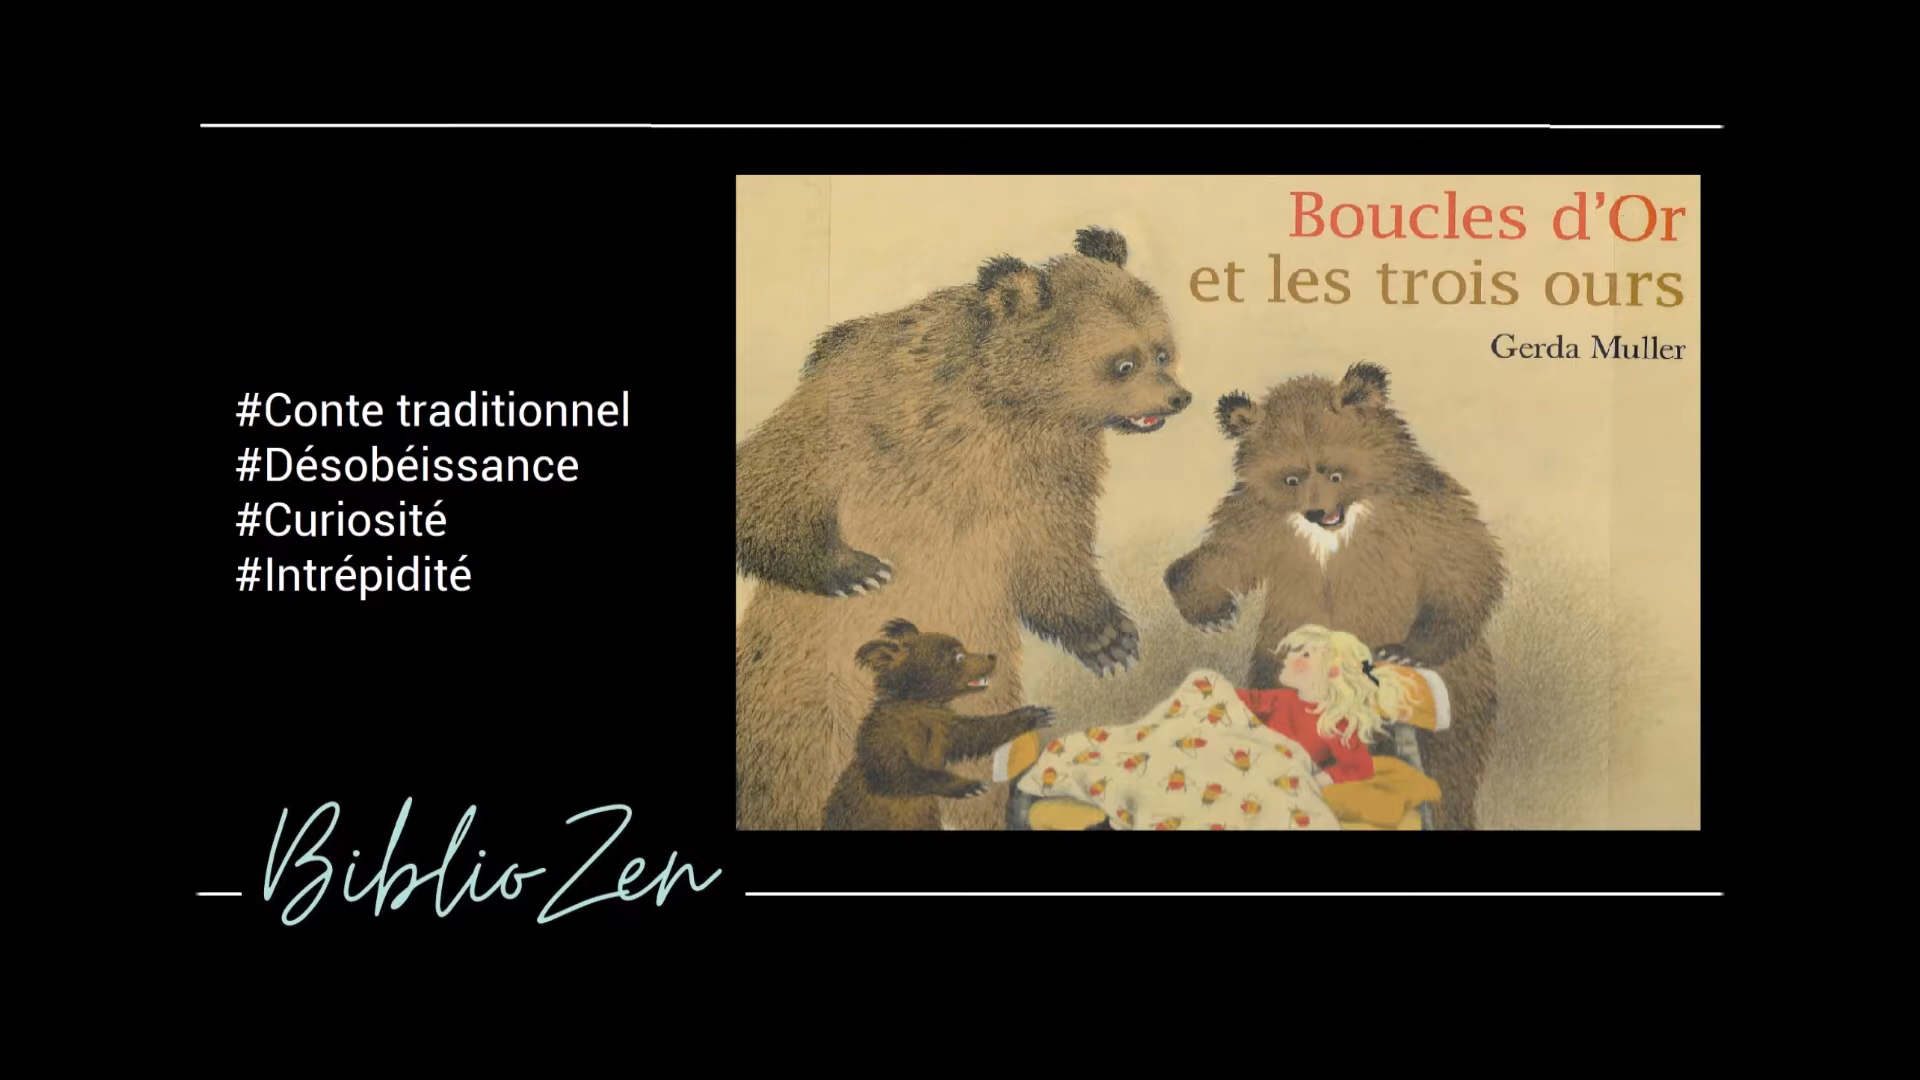 Boucles d'Or
et les trois ours
Gerda Muller
#Conte traditionnel
#Désobéissance
#Curiosité
#Intrépidité
BiblioZen